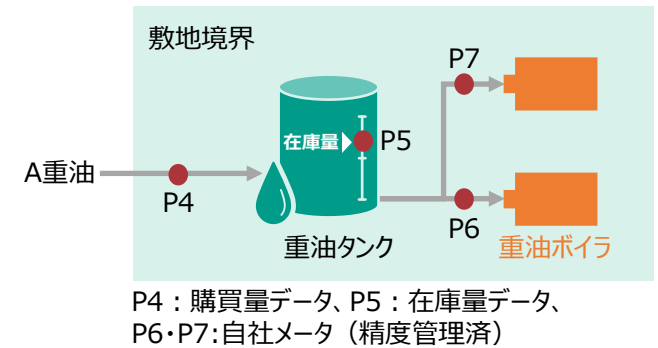 敷地境界
P7
在庫量
P5
A重油
P4
P6
重油タンク
重油ボイラ
P4：購買量データ、P5：在庫量データ、
P6・P7:自社メータ（精度管理済）